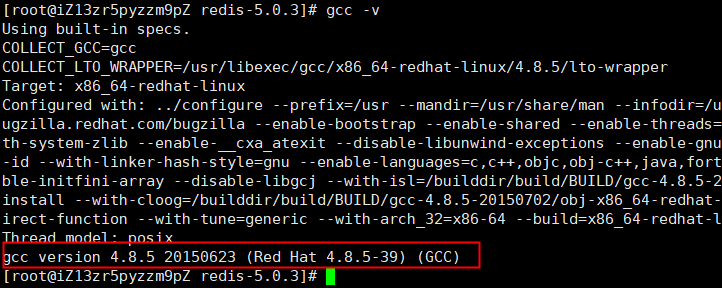 [root@iZ13zr5pyzzm9pZ redis-5.0.3]# gcc -v
Using built-in specs.
COLLECT_GCC=gcc
COLLECT_LTO_WRAPPER=/usr/libexec/gcc/x86_64-redhat-linux/4.8.5/lto-wrapper
Target: x86_64-redhat-linux
Configured with: ../configure --prefix=/usr --mandir=/usr/share/man --infodir=/u
ugzilla.redhat.com/bugzilla --enable-bootstrap --enable-shared --enable-threads=
th-system-zlib --enable-__cxa_atexit --disable-libunwind-exceptions --enable-gnu
-id --with-linker-hash-style=gnu --enable-languages=c,c++,objc,obj-c++,java,fort
ble-initfini-array --disable-libgcj --with-isl=/builddir/build/BUILD/gcc-4.8.5-2
install --with-cloog=/builddir/build/BUILD/gcc-4.8.5-20150702/obj-x86_64-redhat-
irect-function --with-tune=generic --with-arch_32=x86-64 --build=x86_64-redhat-l
Thread model: posix
gcc version 4.8.5 20150623 (Red Hat 4.8.5-39) (GCC)
[root@iZ13zr5pyzzm9pZ redis-5.0.3]#